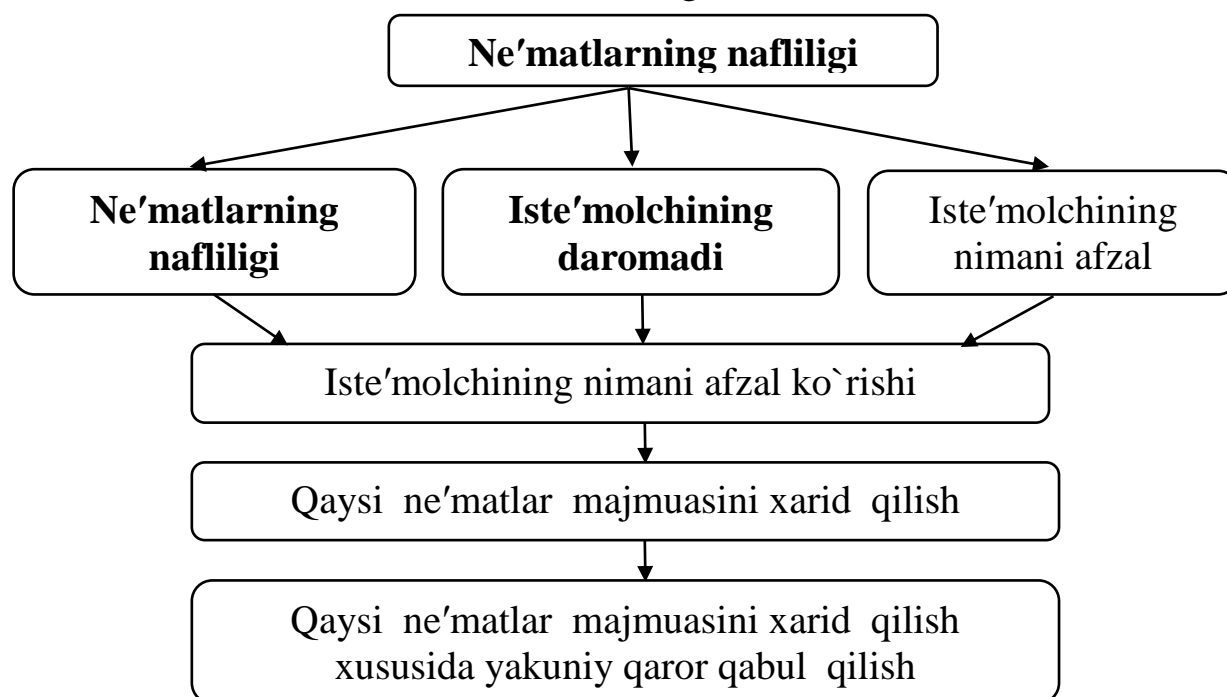 Ne′matlarning nafliligi
Ne′matlarning
nafliligi
Iste′molchining
daromadi
Iste′molchining
nimani afzal
Iste′molchining nimani afzal ko`rishi
Qaysi ne′matlar majmuasini xarid qilish
Qaysi ne′matlar majmuasini xarid qilish
xususida yakuniy qaror qabul qilish